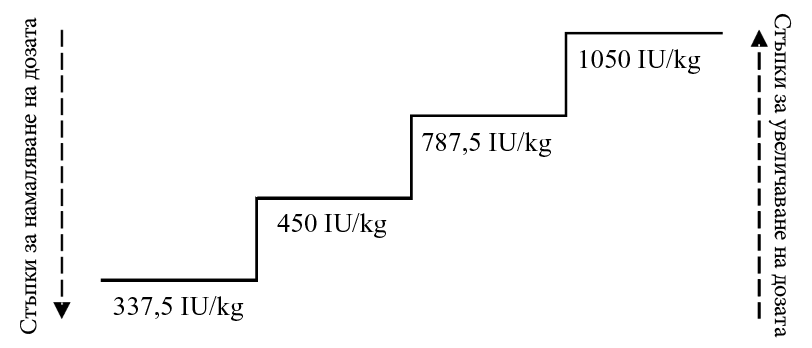 Стъпки за намаляване на дозата
1050 IU/kg
787,5 IU/kg
450 IU/kg
337,5 IU/kg
Стъпки за увеличаване на дозата